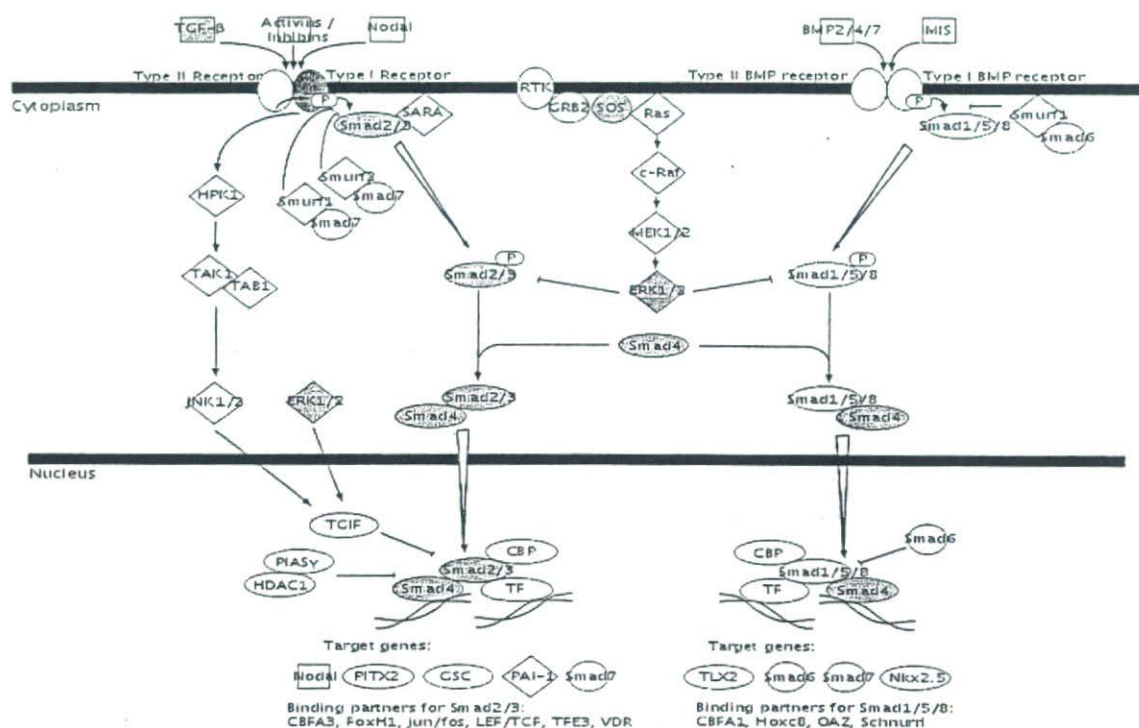 TGF-β
Activins /
Inhibins
Nodal
BMP2/4/7
MIS
Type II Receptor
Type I Receptor
RTK
Type II BMP receptor
Type I BMP receptor
Cytoplasm
P
SARA
Smad2/3
GRB2
SOS
Ras
P
Smad1/5/8
Smurf1
Smad6
HPK1
Smurf2
Smad7
Smurf1
Smad7
c-Raf
MEK1/2
TAK1
TAB1
P
Smad2/3
ERK1/2
P
Smad1/5/8
Smad4
JNK1/2
ERK1/2
Smad2/3
Smad4
Smad1/5/8
Smad4
Nucleus
TGIF
PIASγ
HDAC1
CBP
Smad2/3
Smad4
TF
CBP
Smad6
Smad1/5/8
TF
Smad4
Target genes:
Nodal PITX2 GSC PAI-1 Smad7
Binding partners for Smad2/3:
CBFA3, FoxH1, Jun/fos, LEF/TCF, TFE3, VDR
Target genes:
TLX2 Smad6 Smad7 Nkx2.5
Binding partners for Smad1/5/8:
CBFA1, Hoxc8, OAZ, Schnurri